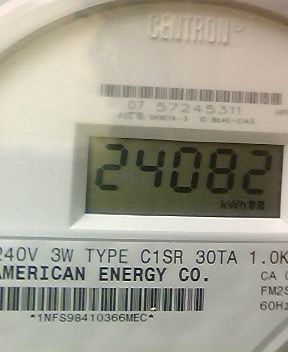 CENTRON®
07 57245311
24082
kWh
240V 3W TYPE C1SR 30TA 1.0K
AMERICAN ENERGY CO. CA
FM2S
60Hz
*1NFS98410366MEC*